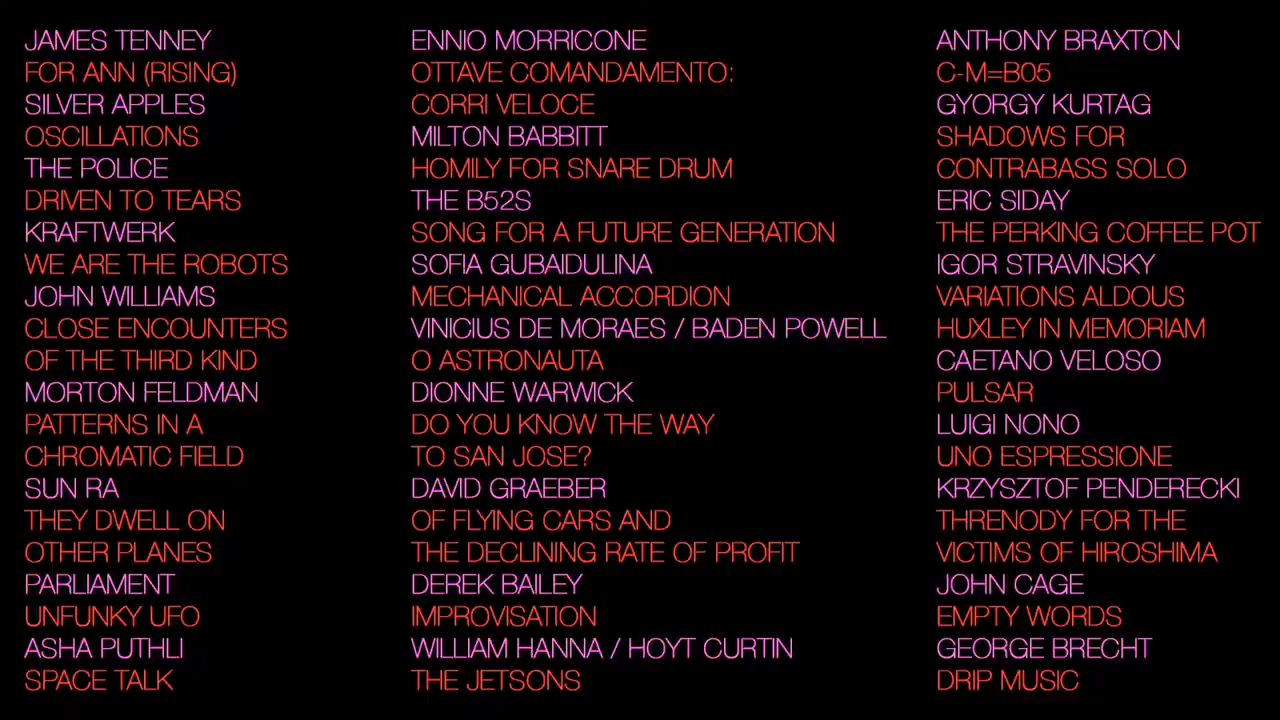 JAMES TENNEY
FOR ANN (RISING)
SILVER APPLES
OSCILLATIONS
THE POLICE
DRIVEN TO TEARS
KRAFTWERK
WE ARE THE ROBOTS
JOHN WILLIAMS
CLOSE ENCOUNTERS
OF THE THIRD KIND
MORTON FELDMAN
PATTERNS IN A
CHROMATIC FIELD
SUN RA
THEY DWELL ON
OTHER PLANES
PARLIAMENT
UNFUNKY UFO
ASHA PUTHLI
SPACE TALK
ENNIO MORRICONE
OTTAVE COMANDAMENTO:
CORRI VELOCE
MILTON BABBITT
HOMILY FOR SNARE DRUM
THE B52S
SONG FOR A FUTURE GENERATION
SOFIA GUBAIDULINA
MECHANICAL ACCORDION
VINICIUS DE MORAES / BADEN POWELL
O ASTRONAUTA
DIONNE WARWICK
DO YOU KNOW THE WAY
TO SAN JOSE?
DAVID GRAEBER
OF FLYING CARS AND
THE DECLINING RATE OF PROFIT
DEREK BAILEY
IMPROVISATION
WILLIAM HANNA / HOYT CURTIN
THE JETSONS
ANTHONY BRAXTON
C-M=B05
GYORGY KURTAG
SHADOWS FOR
CONTRABASS SOLO
ERIC SIDAY
THE PERKING COFFEE POT
IGOR STRAVINSKY
VARIATIONS ALDOUS
HUXLEY IN MEMORIAM
CAETANO VELOSO
PULSAR
LUIGI NONO
UNO ESPRESSIONE
KRZYSZTOF PENDERECKI
THRENODY FOR THE
VICTIMS OF HIROSHIMA
JOHN CAGE
EMPTY WORDS
GEORGE BRECHT
DRIP MUSIC